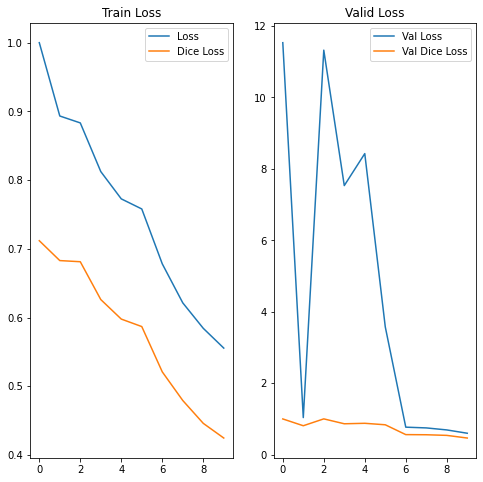 Train Loss
Loss
Dice Loss
1.0
0.9
0.8
0.7
0.6
0.5
0.4
0 2 4 6 8
Valid Loss
Val Loss
Val Dice Loss
12
10
8
6
4
2
0
0 2 4 6 8